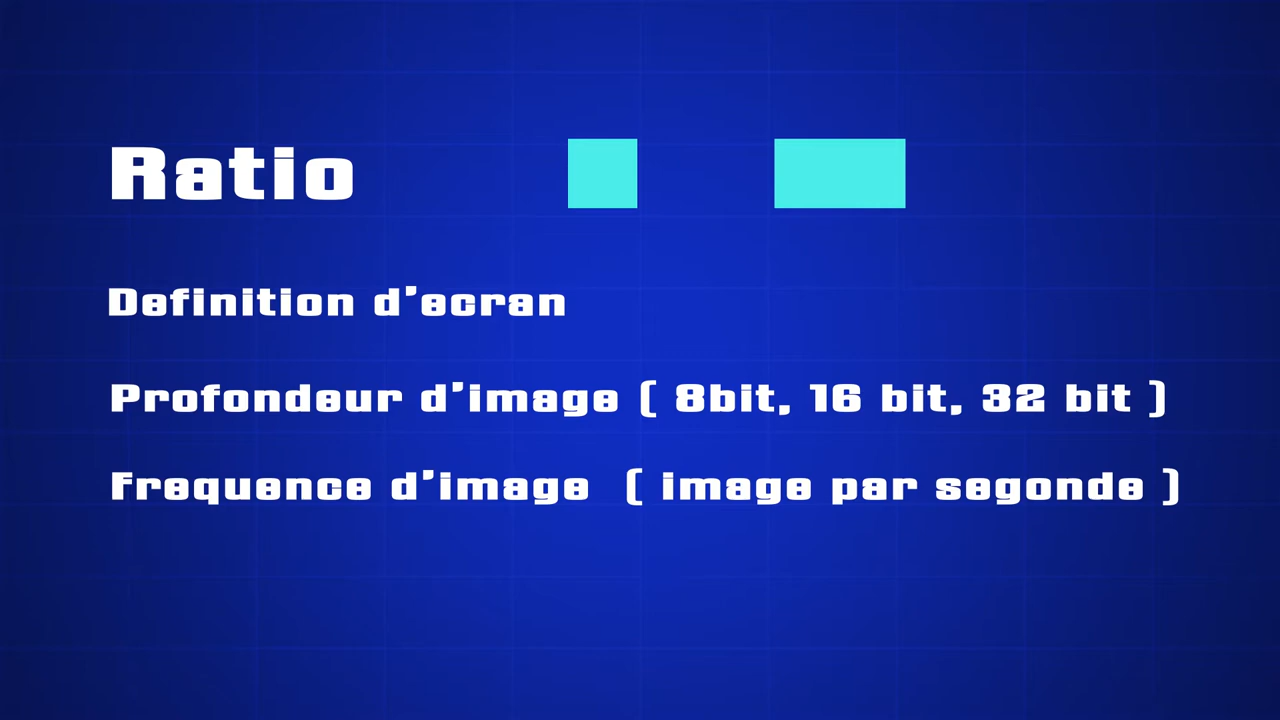 Ratio
Definition d'ecran
Profondeur d'image ( 8bit, 16 bit, 32 bit )
Frequence d'image ( image par segonde )